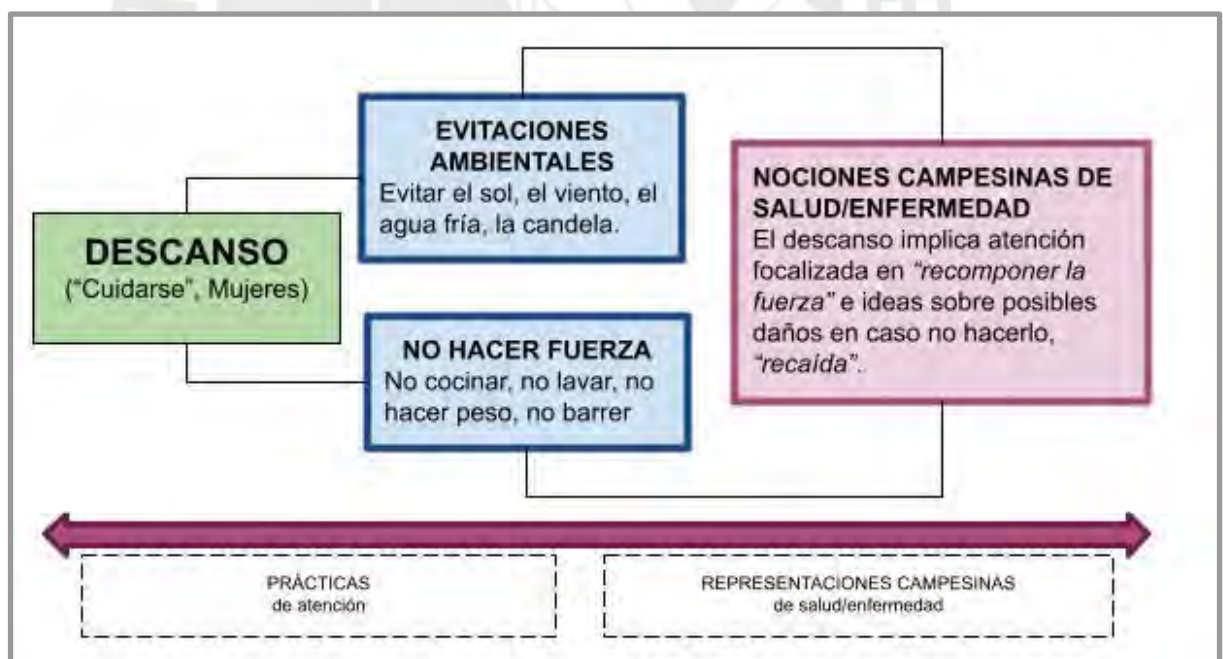 DESCANSO
(“Cuidarse”, Mujeres)
EVITACIONES
AMBIENTALES
Evitar el sol, el viento, el
agua fría, la candela.
NO HACER FUERZA
No cocinar, no lavar, no
hacer peso, no barrer
NOCIONES CAMPESINAS DE
SALUD/ENFERMEDAD
El descanso implica atención
focalizada en “recomponer la
fuerza” e ideas sobre posibles
daños en caso no hacerlo,
“recaída”.
PRÁCTICAS
de atención
REPRESENTACIONES CAMPESINAS
de salud/enfermedad